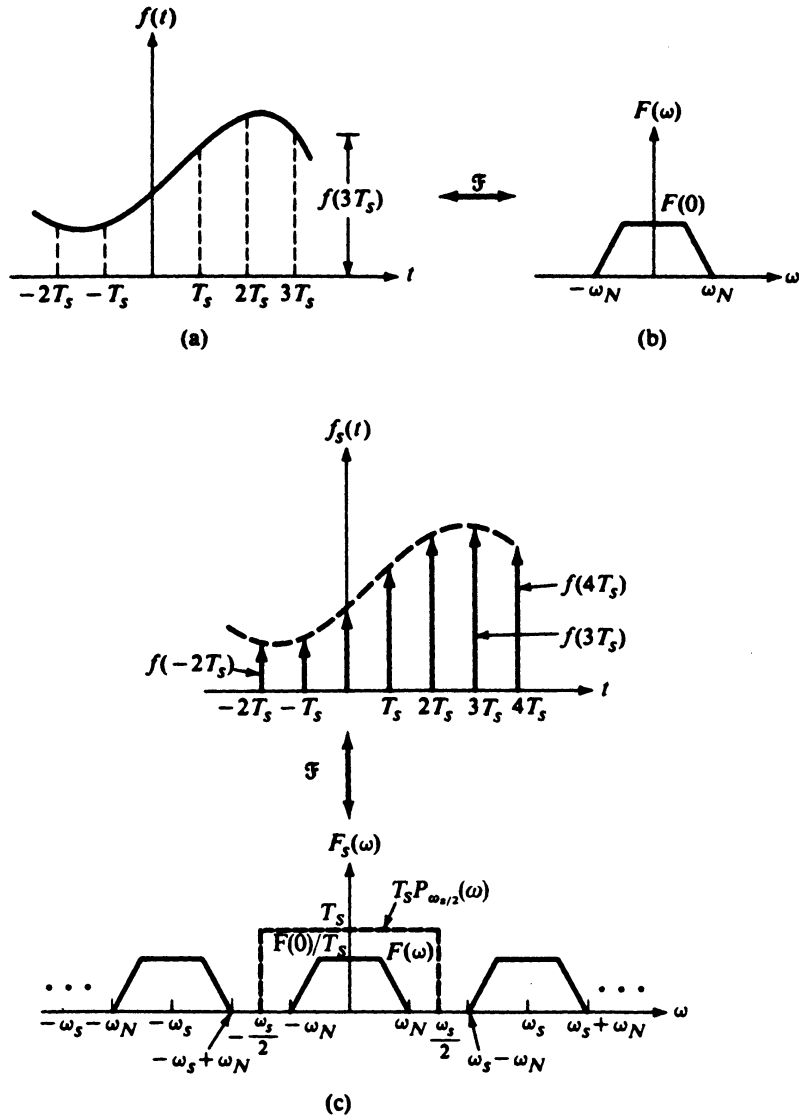 f(t)
f(3T_s)
-2T_s -T_s T_s 2T_s 3T_s t
(a)
𝔉
F(ω)
F(0)
-ω_N ω_N ω
(b)
f_s(t)
f(4T_s)
f(3T_s)
f(-2T_s)
-2T_s -T_s T_s 2T_s 3T_s 4T_s t
𝔉
F_s(ω)
T_s P_{ω_{s/2}}(ω)
T_s
F(0)/T_s F(ω)
... ...
-ω_s-ω_N -ω_s -ω_s/2 -ω_N ω_N ω_s/2 ω_s ω_s+ω_N ω
-ω_s+ω_N ω_s-ω_N
(c)